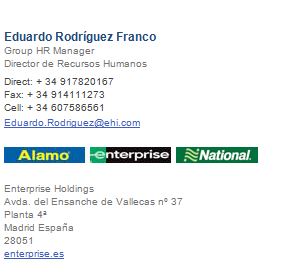 Eduardo Rodríguez Franco
Group HR Manager
Director de Recursos Humanos
Direct: + 34 917820167
Fax: + 34 914111273
Cell: + 34 607586561
Eduardo.Rodriguez@ehi.com
Alamo enterprise National.
Enterprise Holdings
Avda. del Ensanche de Vallecas nº 37
Planta 4ª
Madrid España
28051
enterprise.es